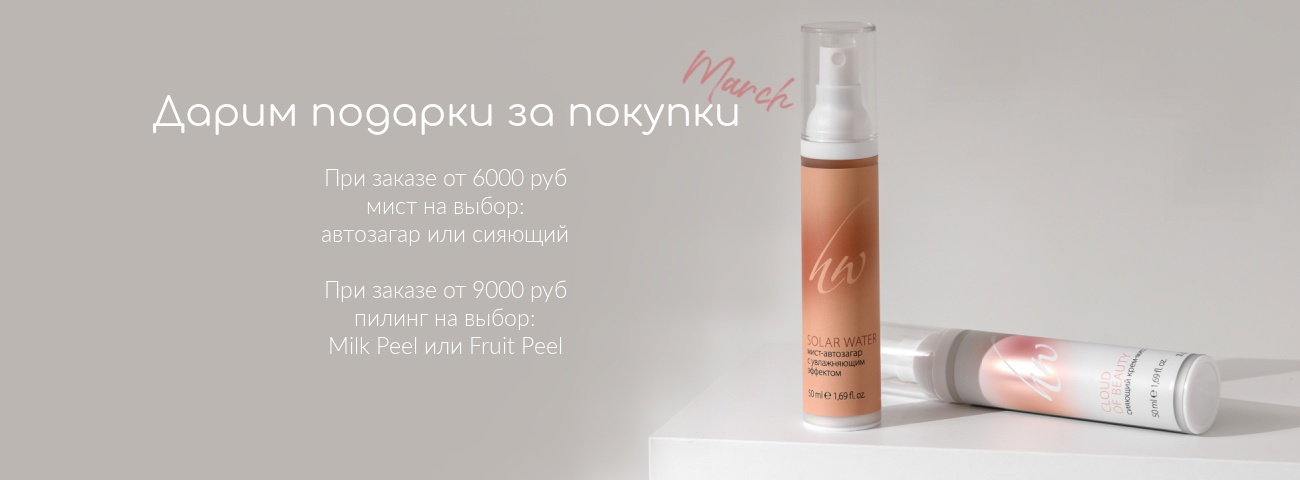 Дарим подарки за покупки
March
При заказе от 6000 руб
мист на выбор:
автозагар или сияющий
При заказе от 9000 руб
пилинг на выбор:
Milk Peel или Fruit Peel
hw
SOLAR WATER
мист-автозагар
с увлажняющим
эффектом
50 ml ℮ 1,69 fl. oz.
hw
CLOUD
OF BEAUTY
сияющий крем
50 ml ℮ 1,69 fl. oz.